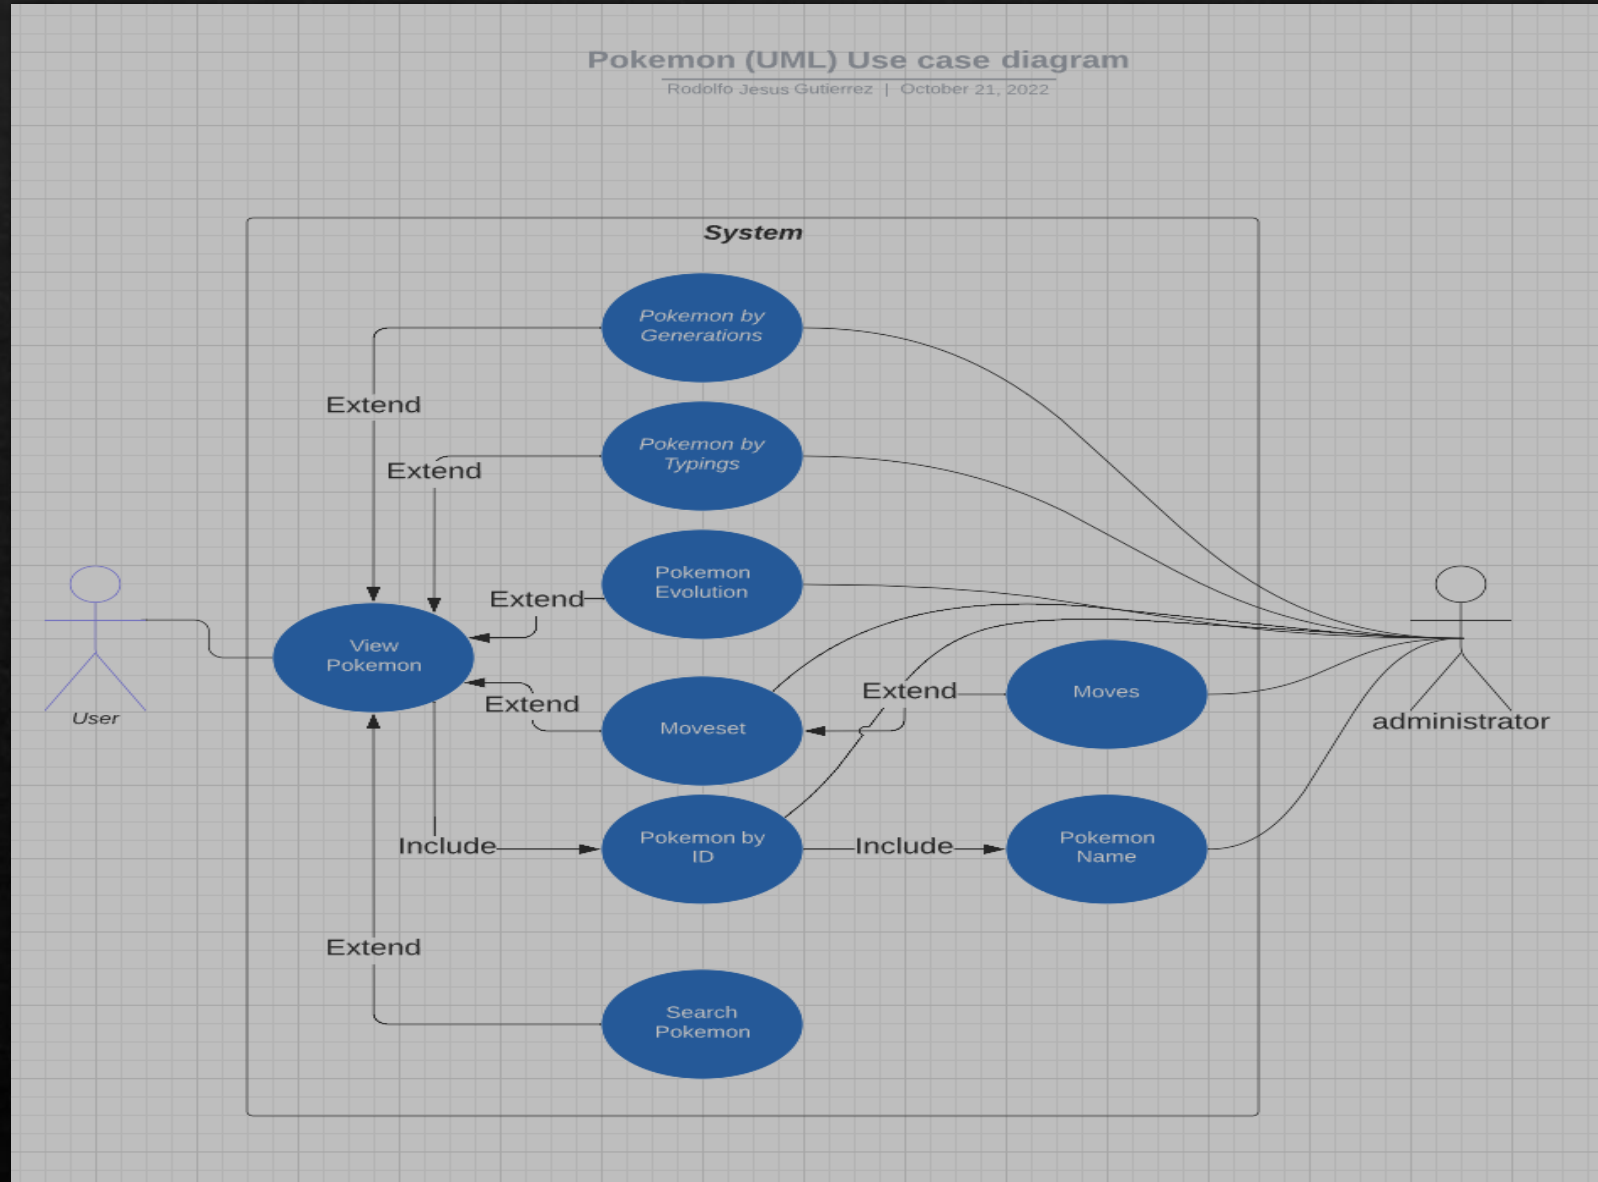 Pokemon (UML) Use case diagram
Rodolfo Jesus Gutierrez | October 21, 2022
System
Pokemon by
Generations
Extend
Pokemon by
Typings
Extend
Pokemon
Evolution
Extend
View
Pokemon
User
Extend
Moveset
Extend
Moves
administrator
Include
Pokemon by
ID
Include
Pokemon
Name
Extend
Search
Pokemon